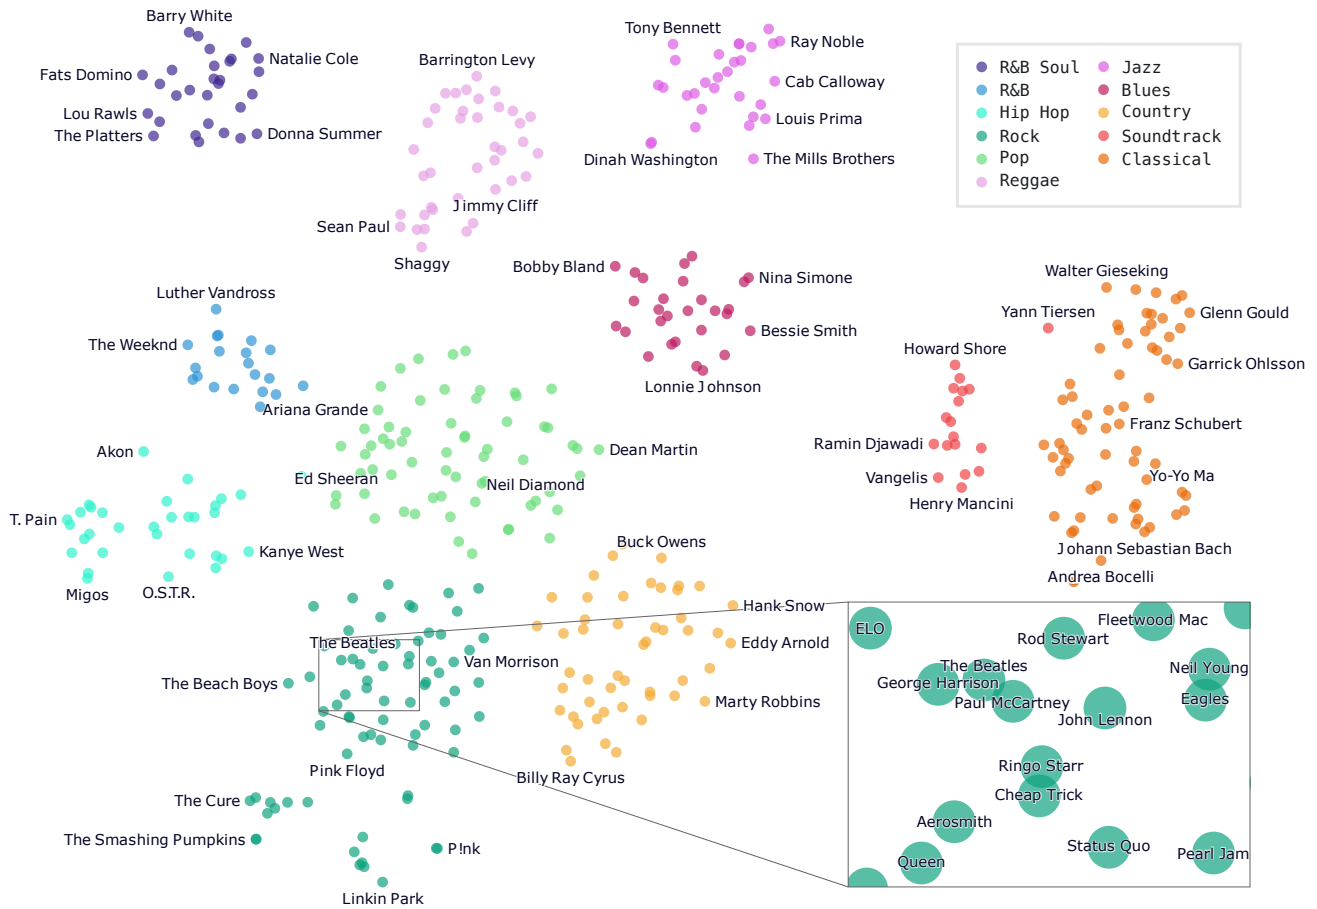 Barry White
Natalie Cole
Fats Domino
Lou Rawls
The Platters
Donna Summer
Barrington Levy
Jimmy Cliff
Sean Paul
Shaggy
Tony Bennett
Ray Noble
Cab Calloway
Louis Prima
Dinah Washington
The Mills Brothers
R&B Soul
R&B
Hip Hop
Rock
Pop
Reggae
Jazz
Blues
Country
Soundtrack
Classical
Bobby Bland
Nina Simone
Bessie Smith
Lonnie Johnson
Luther Vandross
The Weeknd
Ariana Grande
Walter Gieseking
Yann Tiersen
Glenn Gould
Howard Shore
Garrick Ohlsson
Franz Schubert
Ramin Djawadi
Vangelis
Yo-Yo Ma
Henry Mancini
Johann Sebastian Bach
Andrea Bocelli
Akon
Ed Sheeran
Dean Martin
Neil Diamond
T. Pain
Kanye West
Migos
O.S.T.R.
Buck Owens
Hank Snow
Eddy Arnold
Marty Robbins
Billy Ray Cyrus
The Beatles
Van Morrison
The Beach Boys
Pink Floyd
The Cure
The Smashing Pumpkins
P!nk
Linkin Park
ELO
Fleetwood Mac
Rod Stewart
The Beatles
Neil Young
George Harrison
Paul McCartney
Eagles
John Lennon
Ringo Starr
Cheap Trick
Aerosmith
Status Quo
Pearl Jam
Queen